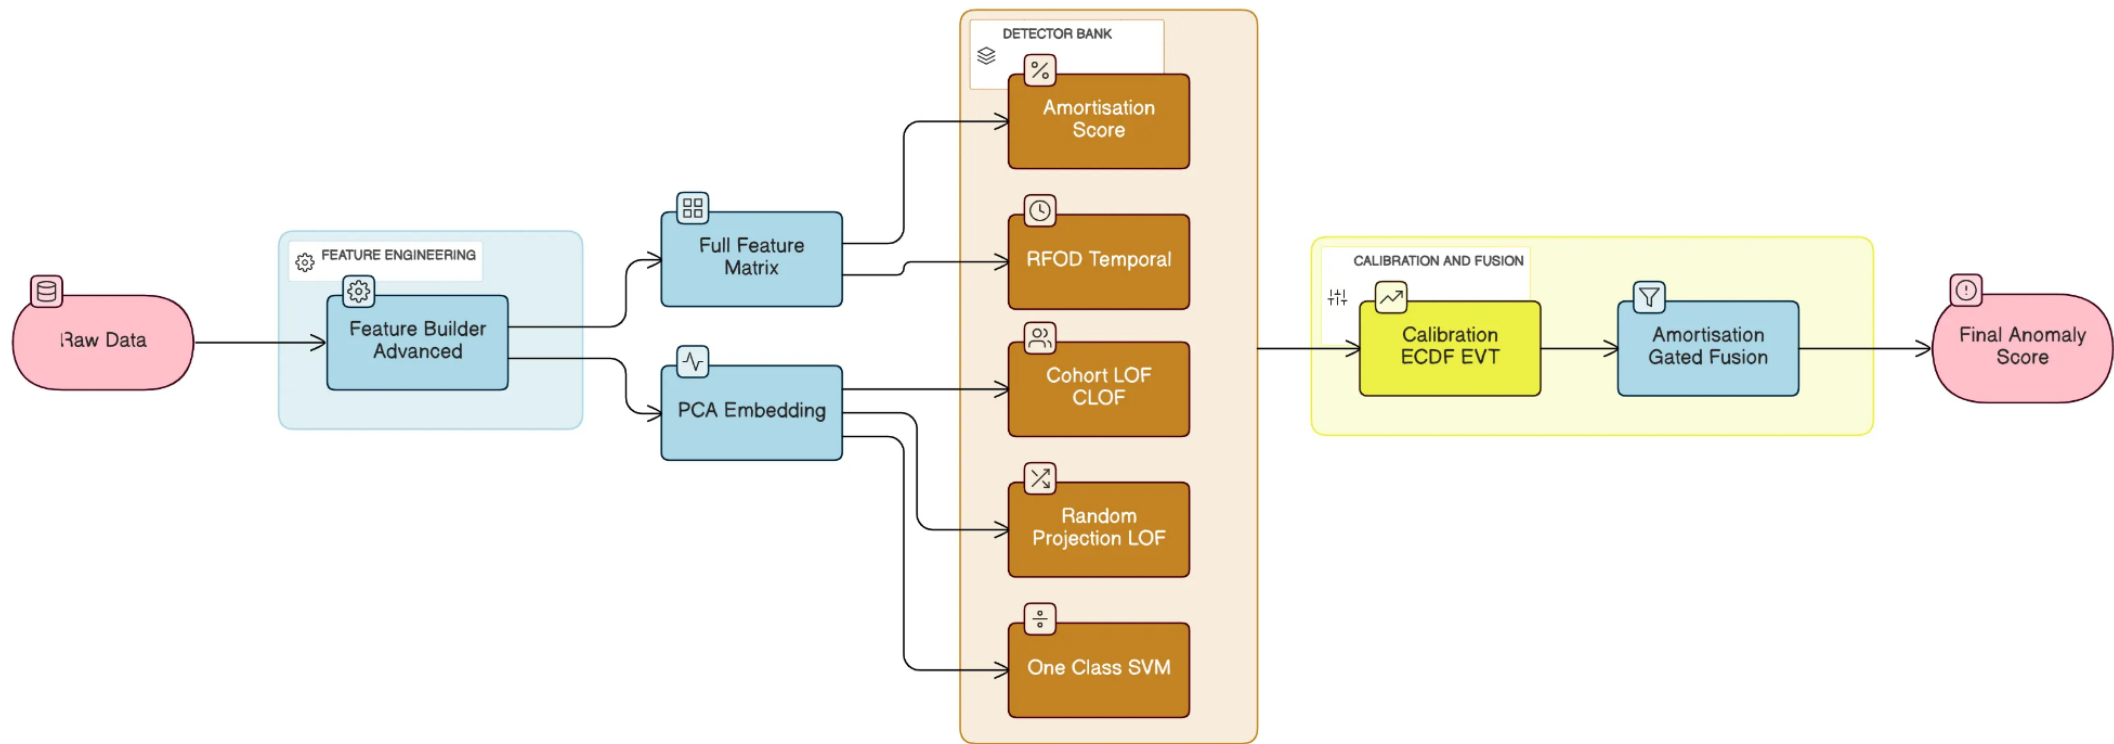 Raw Data
FEATURE ENGINEERING
Feature Builder
Advanced
Full Feature
Matrix
PCA Embedding
DETECTOR BANK
Amortisation
Score
RFOD Temporal
Cohort LOF
CLOF
Random
Projection LOF
One Class SVM
CALIBRATION AND FUSION
Calibration
ECDF EVT
Amortisation
Gated Fusion
Final Anomaly
Score